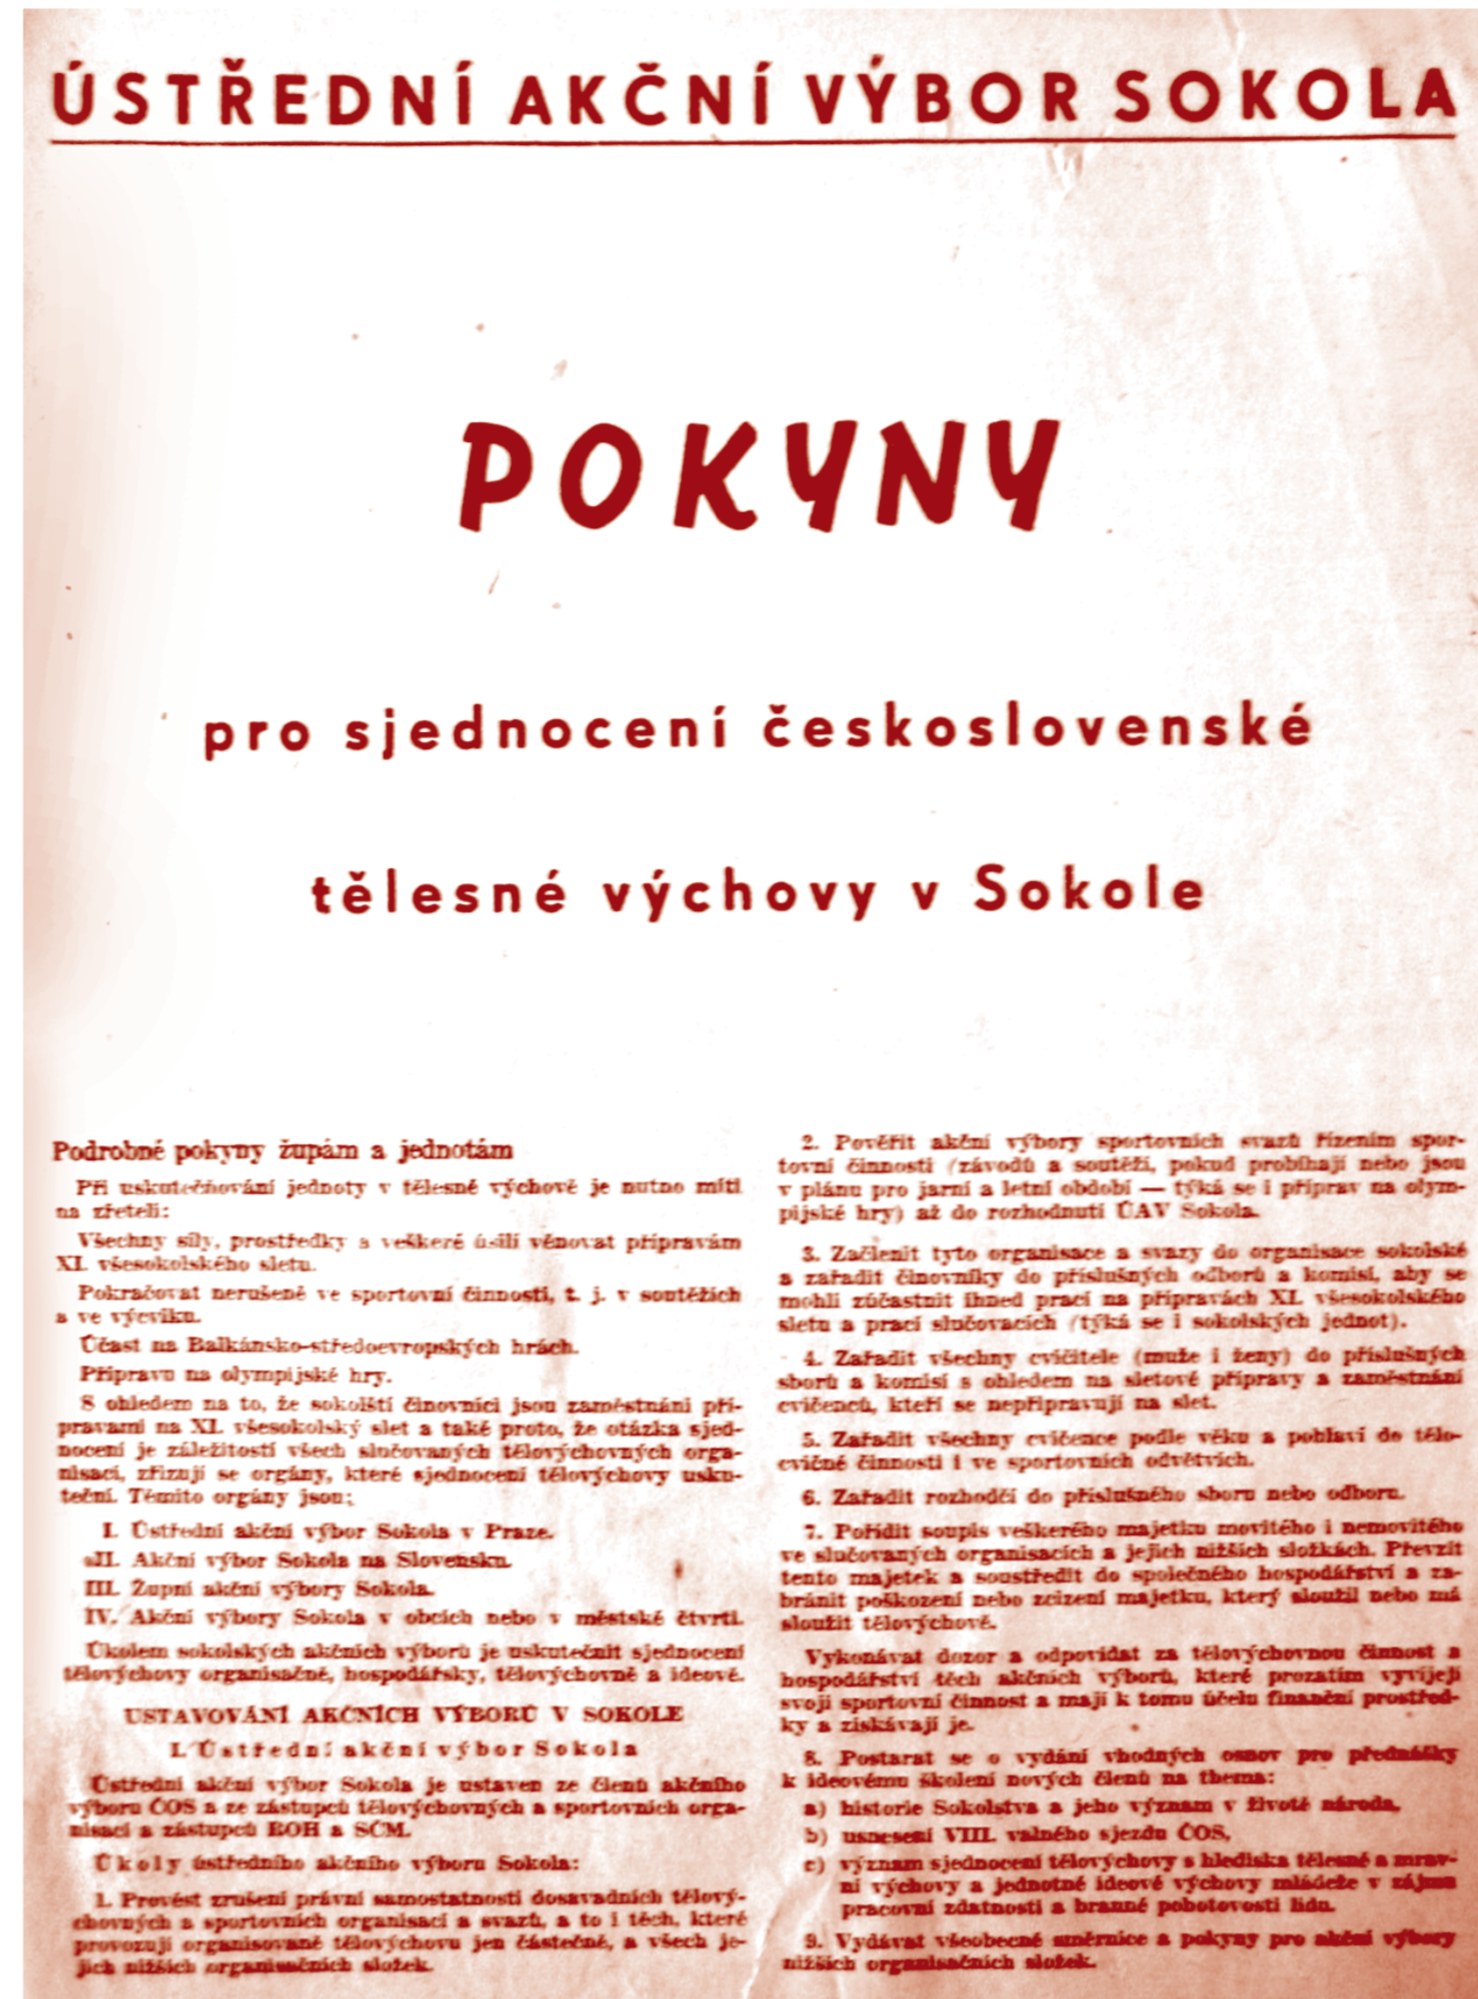 ÚSTŘEDNÍ AKČNÍ VÝBOR SOKOLA
POKYNY
pro sjednocení československé
tělesné výchovy v Sokole
Podrobné pokyny župám a jednotám
Při uskutečňování jednoty v tělesné výchově je nutno míti
na zřeteli:
Všechny síly, prostředky a veškeré úsilí věnovat přípravám
XI. všesokolského sletu.
Pokračovat nerušeně ve sportovní činnosti, t. j. v soutěžích
a ve výcviku.
Účast na Balkánsko-středoevropských hrách.
Přípravu na olympijské hry.
S ohledem na to, že sokolští činovníci jsou zaměstnáni pří-
pravami na XI. všesokolský slet a také proto, že otázka sjed-
nocení je záležitostí všech slučovaných tělovýchovných orga-
nisací, zřizují se orgány, které sjednocení tělovýchovy usku-
teční. Těmito orgány jsou:
I. Ústřední akční výbor Sokola v Praze.
II. Akční výbor Sokola na Slovensku.
III. Župní akční výbory Sokola.
IV. Akční výbory Sokola v obcích nebo v městské čtvrti.
Úkolem sokolských akčních výborů je uskutečnit sjednocení
tělovýchovy organisačně, hospodářsky, tělovýchovně a ideově.
USTAVOVÁNÍ AKČNÍCH VÝBORŮ V SOKOLE
I. Ústřední akční výbor Sokola
Ústřední akční výbor Sokola je ustaven ze členů akčního
výboru ČOS a ze zástupců tělovýchovných a sportovních orga-
nisací a zástupců ROH a SČM.
Úkoly ústředního akčního výboru Sokola:
1. Provést zrušení právní samostatnosti dosavadních tělový-
chovných a sportovních organisací a svazů, a to i těch, které
provozují organisovaně tělovýchovu jen částečně, a všech je-
jich nižších organisačních složek.
2. Pověřit akční výbory sportovních svazů řízením spor-
tovní činnosti (závodů a soutěží, pokud probíhají nebo jsou
v plánu pro jarní a letní období — týká se i příprav na olym-
pijské hry) až do rozhodnutí ÚAV Sokola.
3. Začlenit tyto organisace a svazy do organisace sokolské
a zařadit činovníky do příslušných odborů a komisí, aby se
mohli zúčastnit ihned prací na přípravách XI. všesokolského
sletu a prací slučovacích (týká se i sokolských jednot).
4. Zařadit všechny cvičitele (muže i ženy) do příslušných
sborů a komisí s ohledem na sletové přípravy a zaměstnání
cvičenců, kteří se nepřipravují na slet.
5. Zařadit všechny cvičence podle věku a pohlaví do tělo-
cvičné činnosti i ve sportovních odvětvích.
6. Zařadit rozhodčí do příslušného sboru nebo odboru.
7. Pořídit soupis veškerého majetku movitého i nemovitého
ve slučovaných organisacích a jejich nižších složkách. Převzít
tento majetek a soustředit do společného hospodářství a za-
bránit poškození nebo zcizení majetku, který sloužil nebo má
sloužit tělovýchově.
Vykonávat dozor a odpovídat za tělovýchovnou činnost a
hospodářství těch akčních výborů, které prozatím vyvíjejí
svoji sportovní činnost a mají k tomu účelu finanční prostřed-
ky a získávají je.
8. Postarat se o vydání vhodných osnov pro přednášky
k ideovému školení nových členů na thema:
a) historie Sokolstva a jeho význam v životě národa,
b) usnesení VIII. valného sjezdu ČOS,
c) význam sjednocení tělovýchovy s hlediska tělesné a mrav-
ní výchovy a jednotné ideové výchovy mládeže v zájmu
pracovní zdatnosti a branné pohotovosti lidu.
9. Vydávat všeobecné směrnice a pokyny pro akční výbory
nižších organisačních složek.